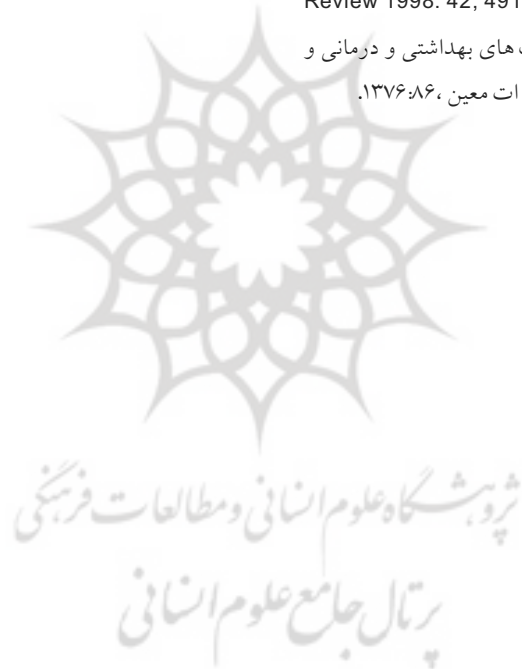 Review 1998: 42, 491
های بهداشتی و درمانی و
ات معین ،۱۳۷۶:۸۶.
پژوهشگاه علوم انسانی و مطالعات فرهنگی
پرتال جامع علوم انسانی